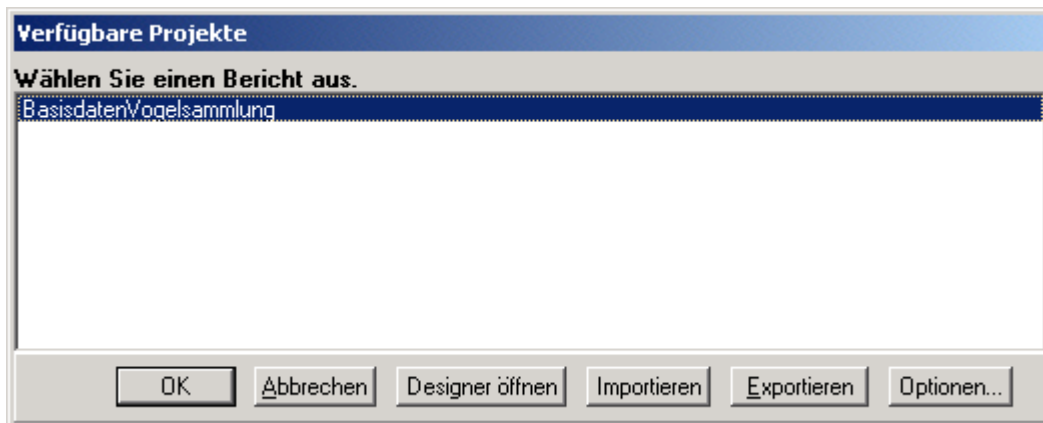 Verfügbare Projekte
Wählen Sie einen Bericht aus.
BasisdatenVogelsammlung
OK Abbrechen Designer öffnen Importieren Exportieren Optionen...